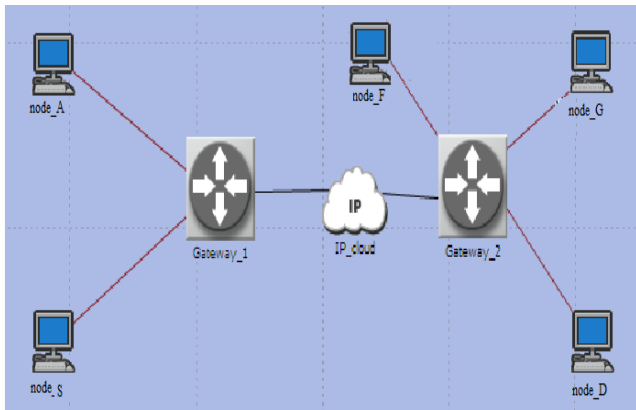 node_A
node_F
node_G
IP
Gateway_1
IP_cloud
Gateway_2
node_S
node_D